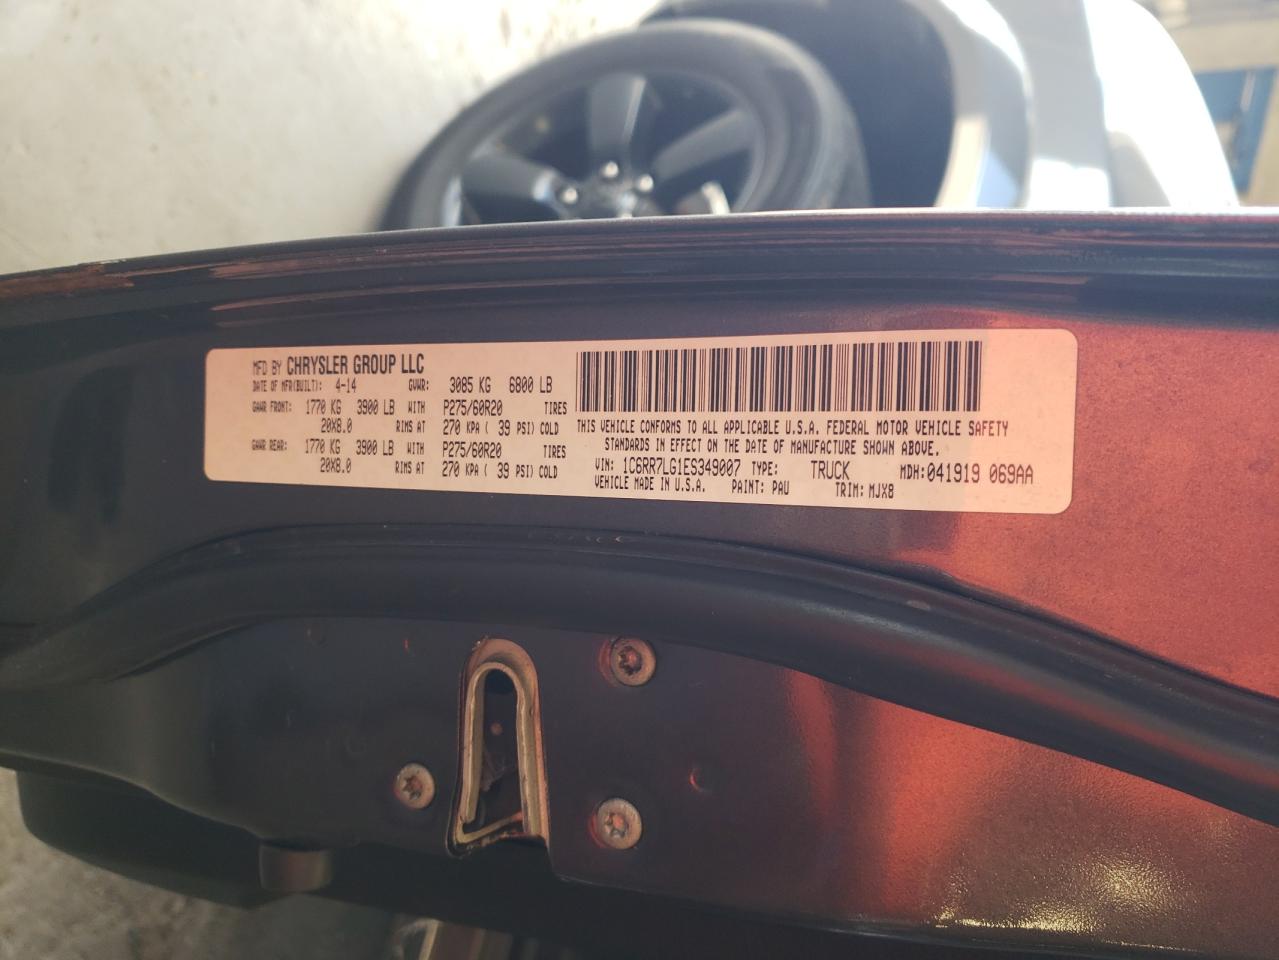 MFD BY CHRYSLER GROUP LLC
DATE OF MFR(BUILT): 4-14 GVWR: 3085 KG 6800 LB
GAWR FRONT: 1770 KG 3900 LB WITH P275/60R20 TIRES
20X8.0 RIMS AT 270 KPA ( 39 PSI) COLD
GAWR REAR: 1770 KG 3900 LB WITH P275/60R20 TIRES
20X8.0 RIMS AT 270 KPA ( 39 PSI) COLD
THIS VEHICLE CONFORMS TO ALL APPLICABLE U.S.A. FEDERAL MOTOR VEHICLE SAFETY
STANDARDS IN EFFECT ON THE DATE OF MANUFACTURE SHOWN ABOVE.
VIN: 1C6RR7LG1ES349007 TYPE: TRUCK MDH:041919 069AA
VEHICLE MADE IN U.S.A. PAINT: PAU TRIM: MJX8